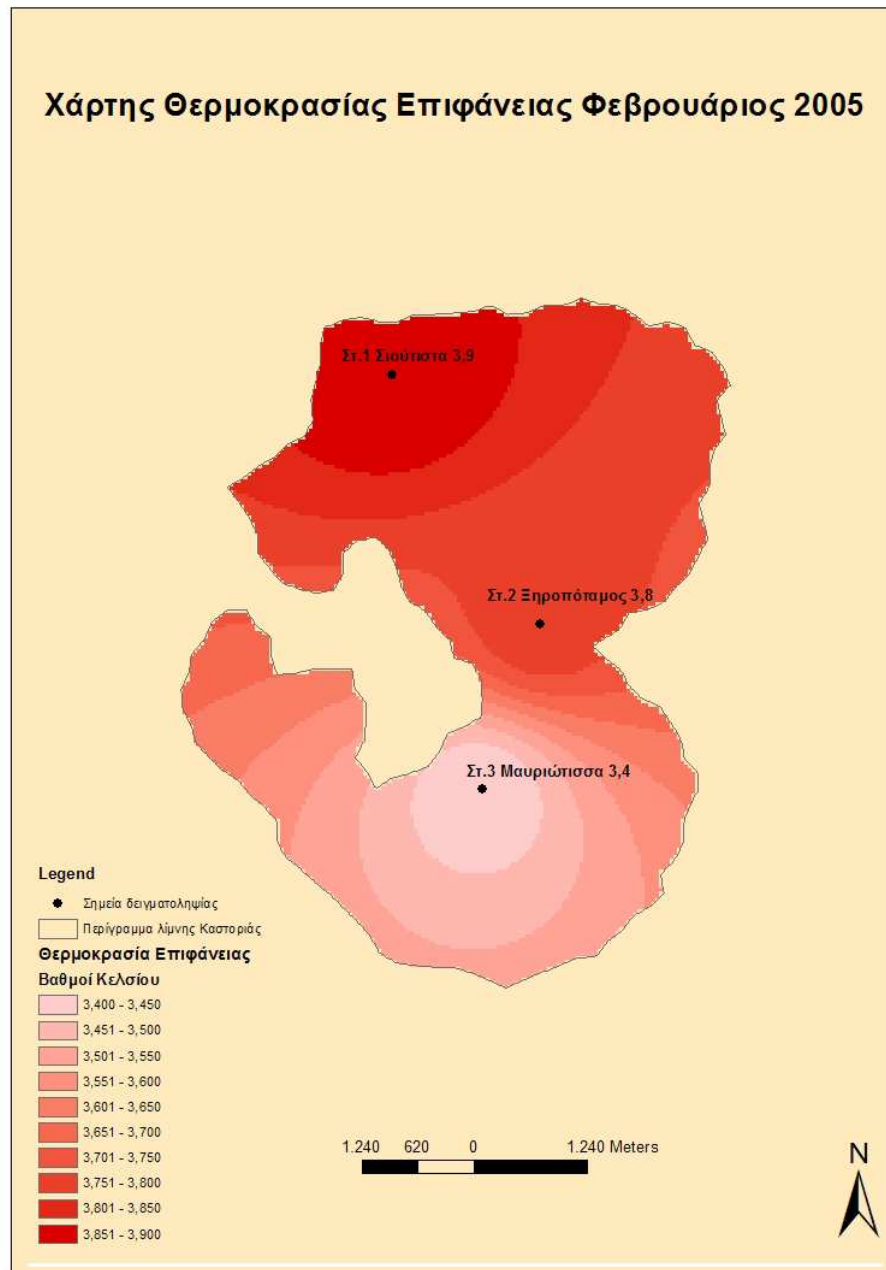 Χάρτης Θερμοκρασίας Επιφάνειας Φεβρουάριος 2005
Στ.1 Σιούτιστα 3,9
Στ.2 Ξηροπόταμος 3,8
Στ.3 Μαυριώτισσα 3,4
Legend
Σημεία δειγματοληψίας
Περίγραμμα λίμνης Καστοριάς
Θερμοκρασία Επιφάνειας
Βαθμοί Κελσίου
3,400 - 3,450
3,451 - 3,500
3,501 - 3,550
3,551 - 3,600
3,601 - 3,650
3,651 - 3,700
3,701 - 3,750
3,751 - 3,800
3,801 - 3,850
3,851 - 3,900
1.240 620 0 1.240 Meters
N